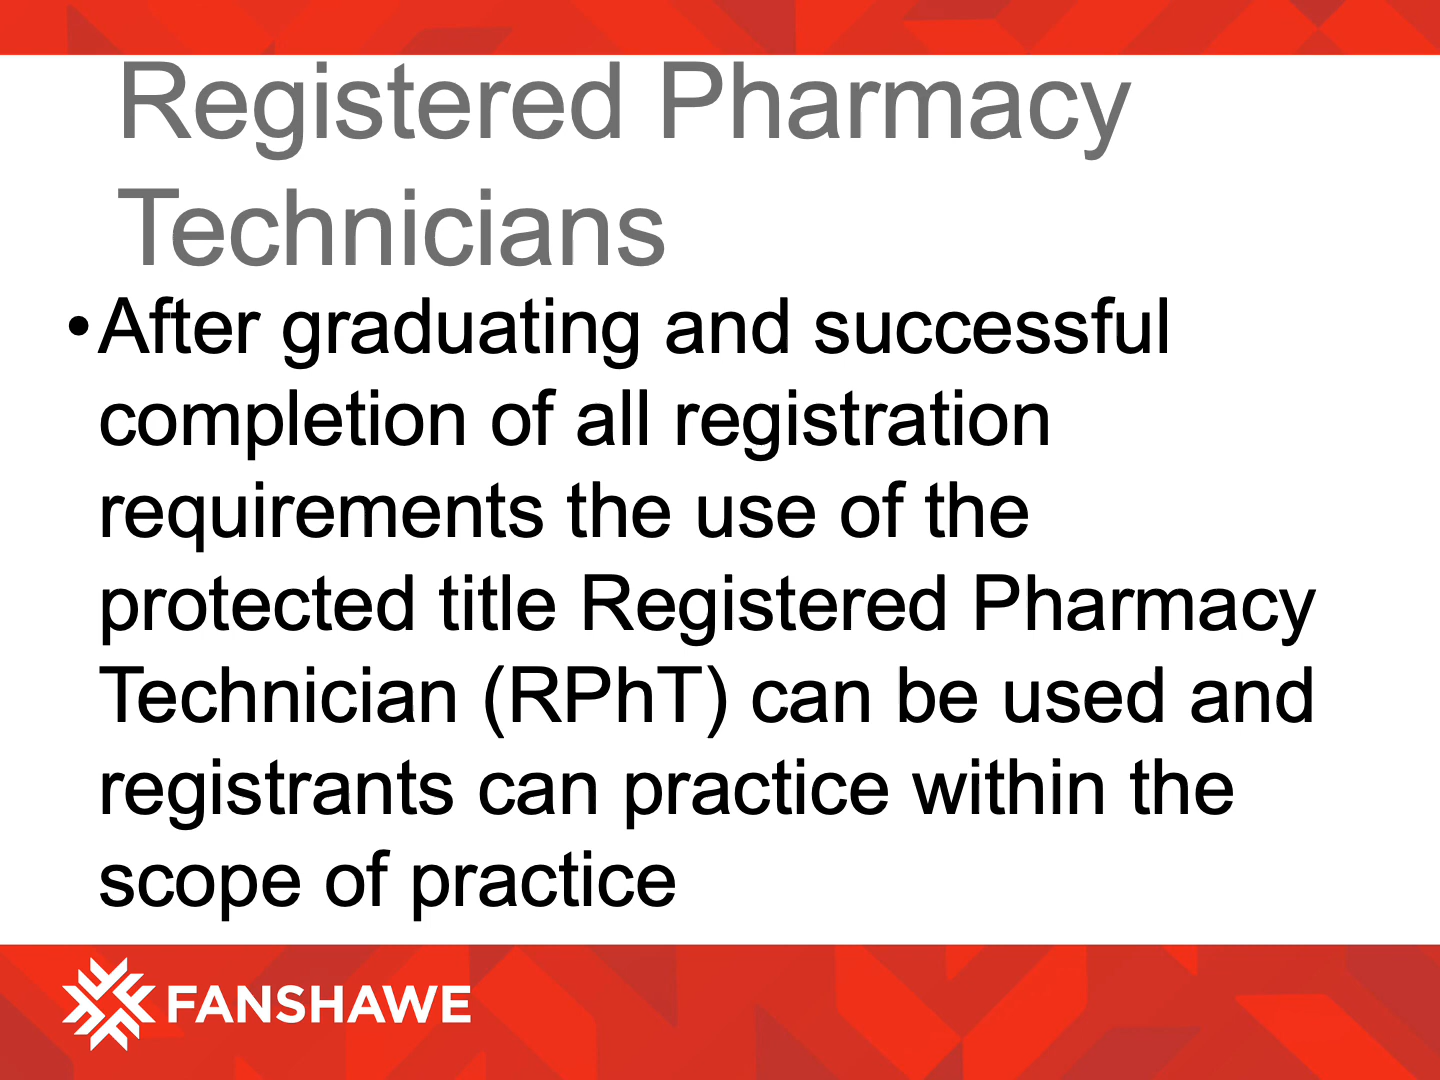 Registered Pharmacy
Technicians
•After graduating and successful
completion of all registration
requirements the use of the
protected title Registered Pharmacy
Technician (RPhT) can be used and
registrants can practice within the
scope of practice
FANSHAWE